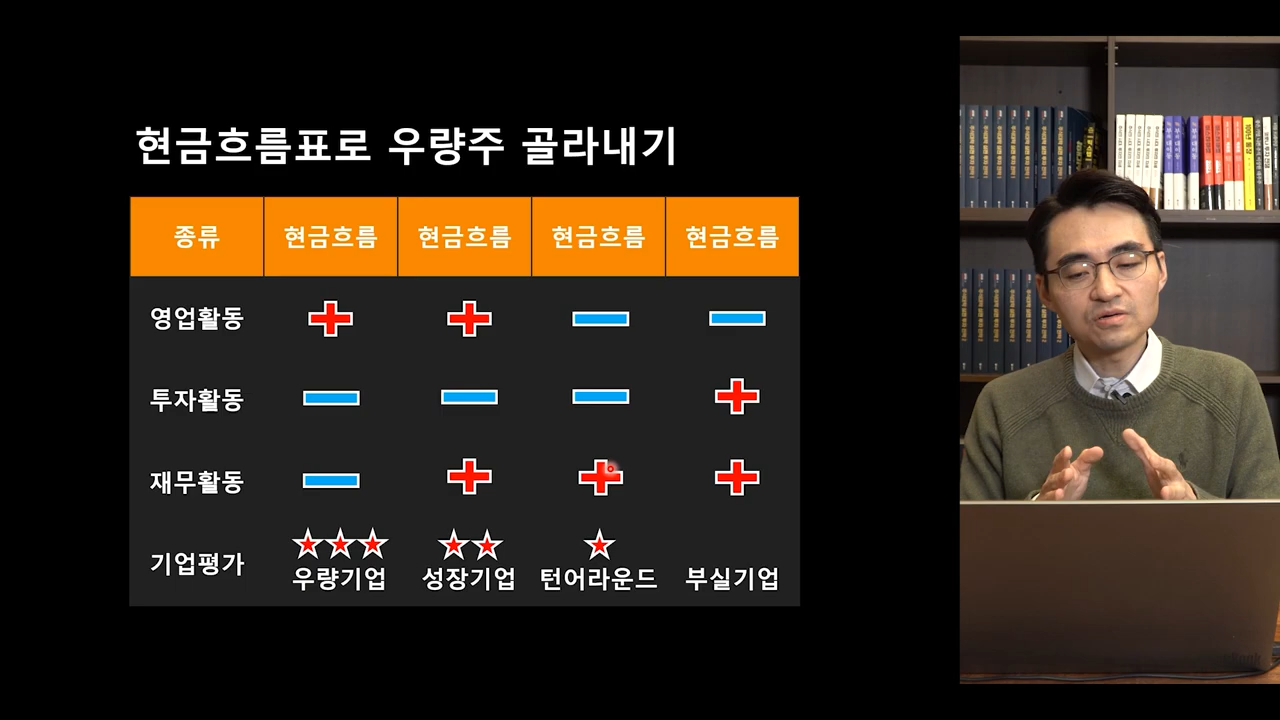 현금흐름표로 우량주 골라내기
종류 현금흐름 현금흐름 현금흐름 현금흐름
영업활동
투자활동
재무활동
기업평가 우량기업 성장기업 턴어라운드 부실기업